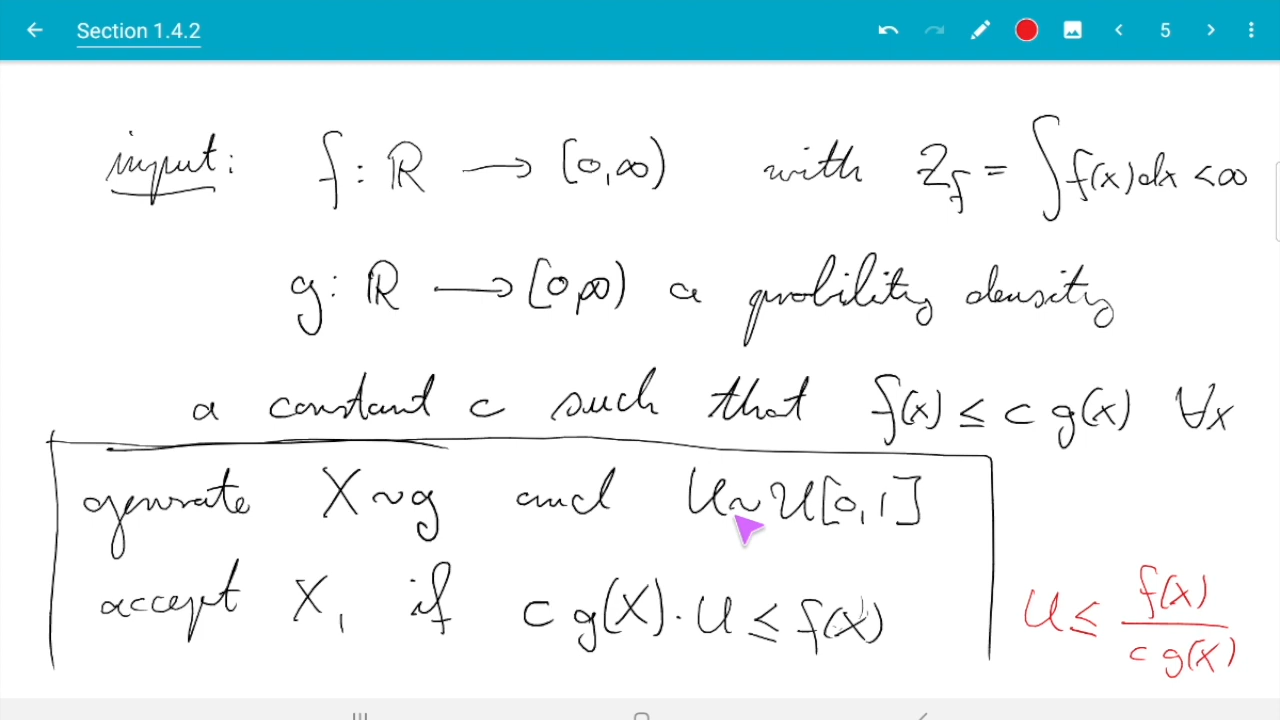 Section 1.4.2
5
input: f: ℝ → [0,∞) with Z_f = ∫f(x)dx < ∞
g: ℝ → [0,∞) a probility density
a constant c such that f(x) ≤ c g(x) ∀x
generate X ~ g and U ~ U[0,1]
accept X, if c g(X)·U ≤ f(X)
U ≤ f(X) / c g(X)